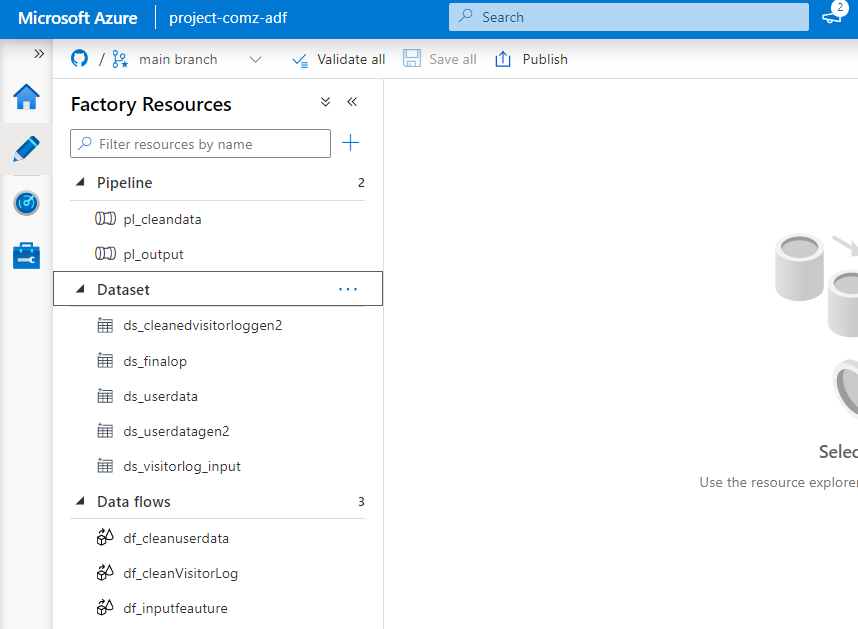 Microsoft Azure project-comz-adf Search 2
/ main branch Validate all Save all Publish
Factory Resources
Filter resources by name
Pipeline 2
pl_cleandata
pl_output
Dataset
ds_cleanedvisitorloggen2
ds_finalop
ds_userdata
ds_userdatagen2
ds_visitorlog_input
Data flows 3
df_cleanuserdata
df_cleanVisitorLog
df_inputfeauture
Selec
Use the resource explorer